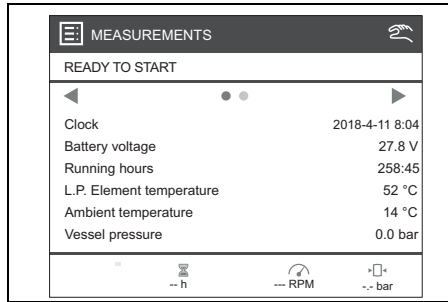 MEASUREMENTS
READY TO START
Clock 2018-4-11 8:04
Battery voltage 27.8 V
Running hours 258:45
L.P. Element temperature 52 °C
Ambient temperature 14 °C
Vessel pressure 0.0 bar
-- h --- RPM -.- bar